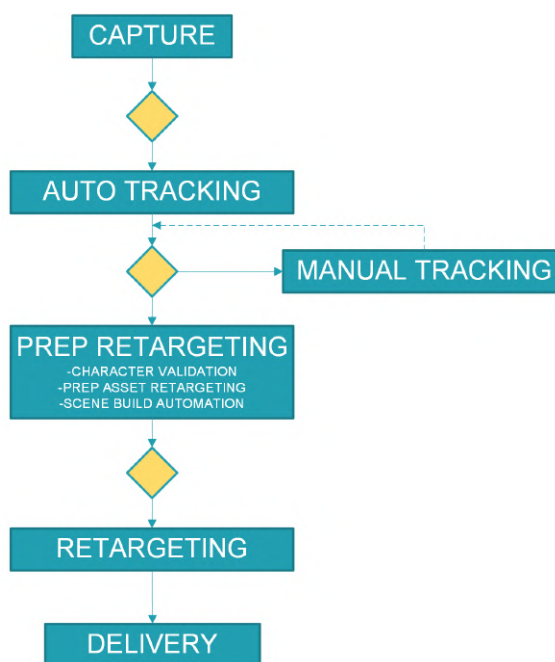 CAPTURE
AUTO TRACKING
MANUAL TRACKING
PREP RETARGETING
-CHARACTER VALIDATION
-PREP ASSET RETARGETING
-SCENE BUILD AUTOMATION
RETARGETING
DELIVERY